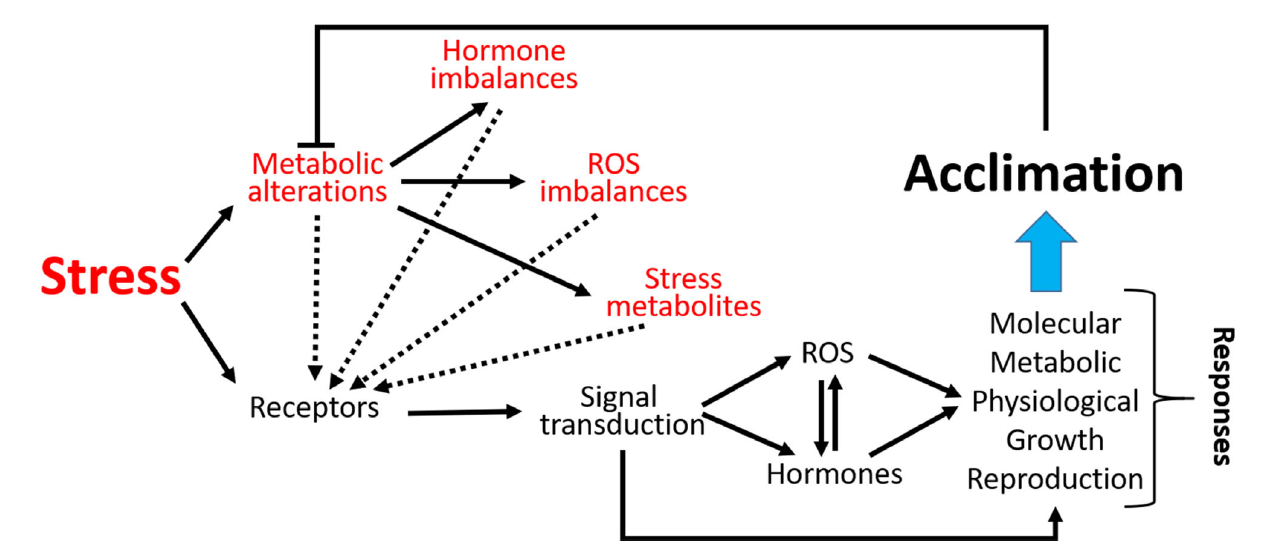 Hormone
imbalances
Metabolic
alterations
ROS
imbalances
Acclimation
Stress
Stress
metabolites
Receptors
Signal
transduction
ROS
Hormones
Molecular
Metabolic
Physiological
Growth
Reproduction
Responses